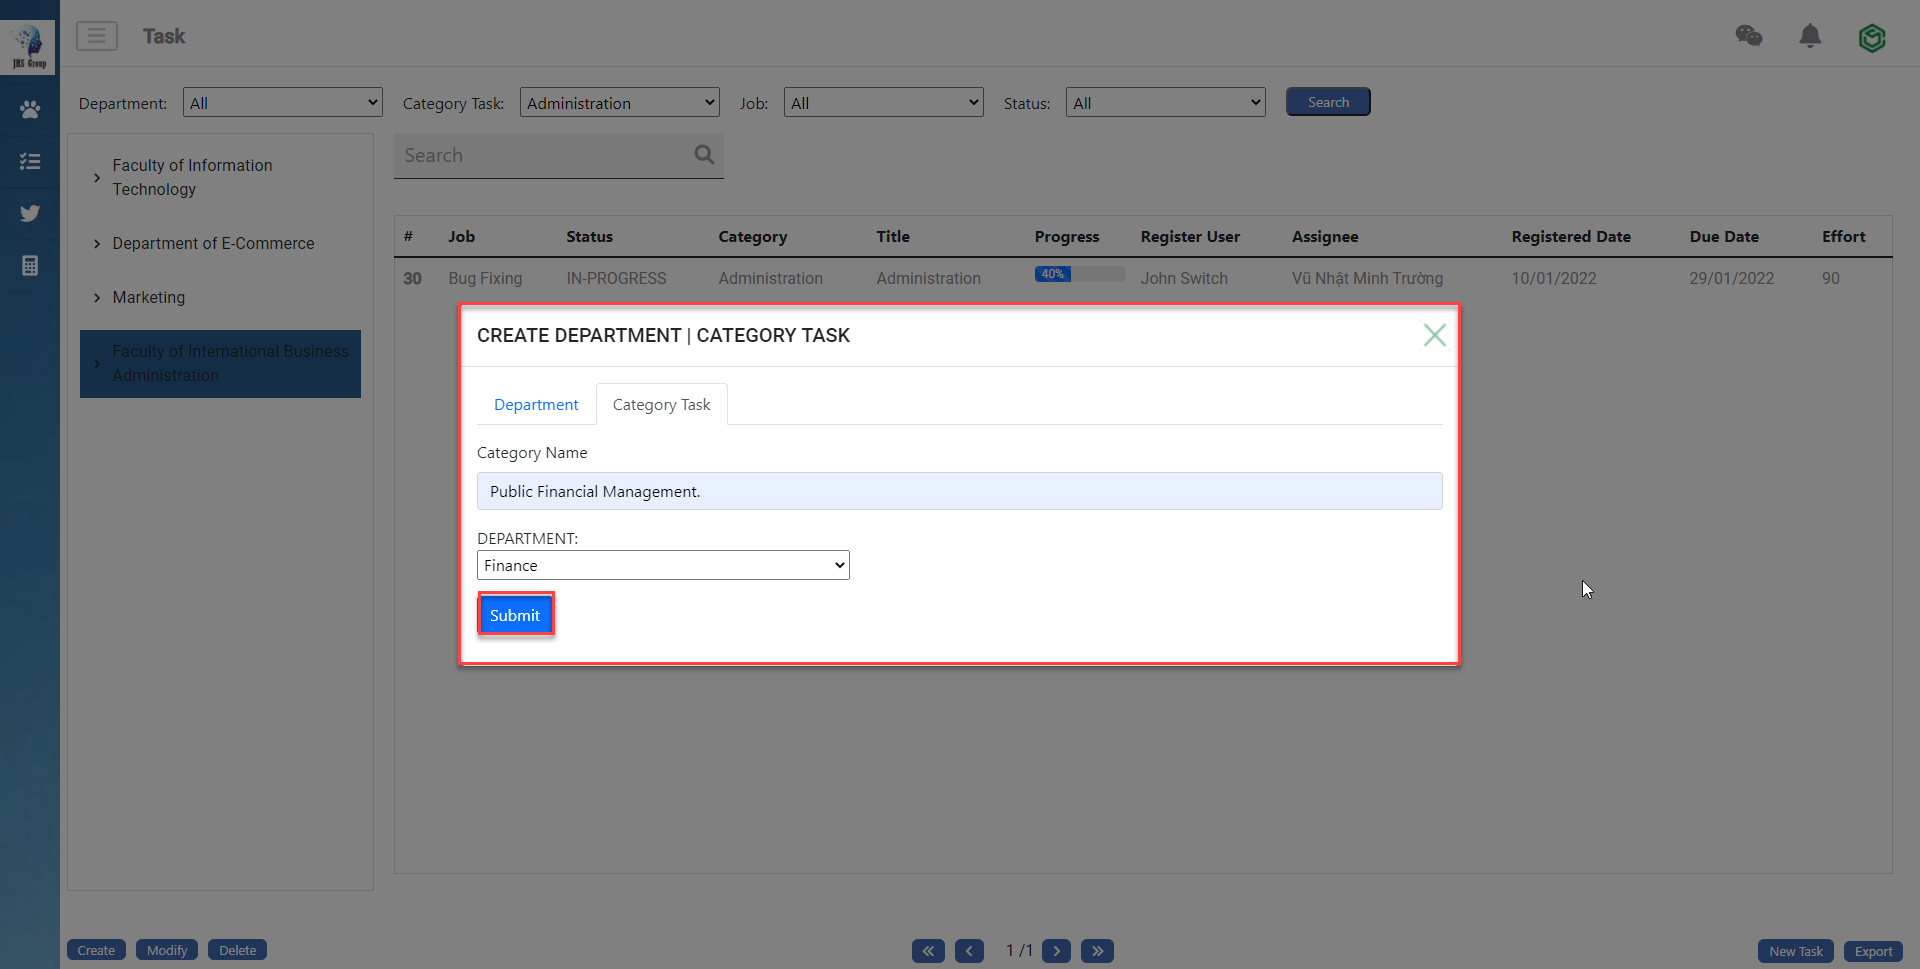 JHS Group
Task
Department: All Category Task: Administration Job: All Status: All Search
Faculty of Information
Technology
Department of E-Commerce
Marketing
Faculty of International Business
Administration
Search
# Job Status Category Title Progress Register User Assignee Registered Date Due Date Effort
30 Bug Fixing IN-PROGRESS Administration Administration 40% John Switch Vũ Nhật Minh Trường 10/01/2022 29/01/2022 90
CREATE DEPARTMENT | CATEGORY TASK
Department Category Task
Category Name
Public Financial Management.
DEPARTMENT:
Finance
Submit
Create Modify Delete « ‹ 1 /1 › » New Task Export